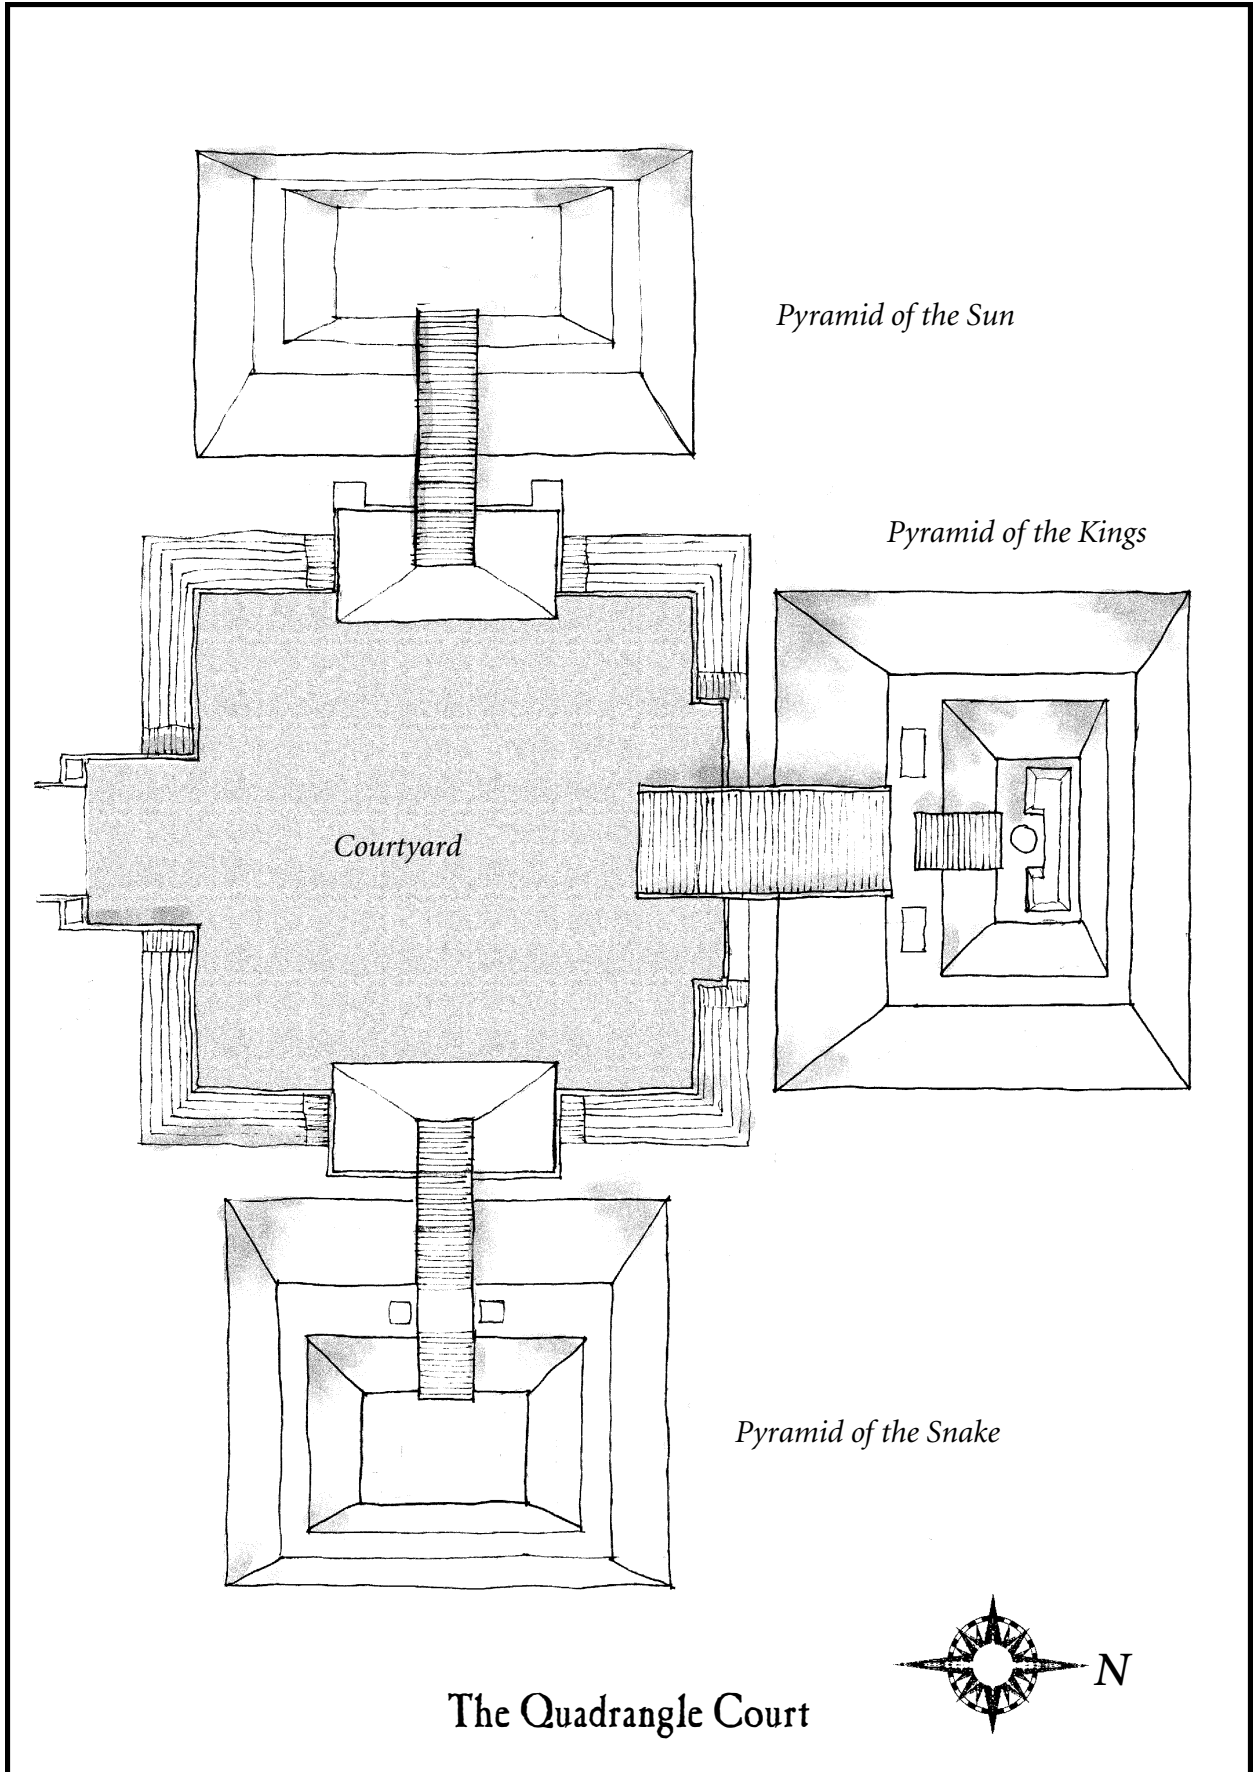 Pyramid of the Sun
Pyramid of the Kings
Courtyard
Pyramid of the Snake
N
The Quadrangle Court